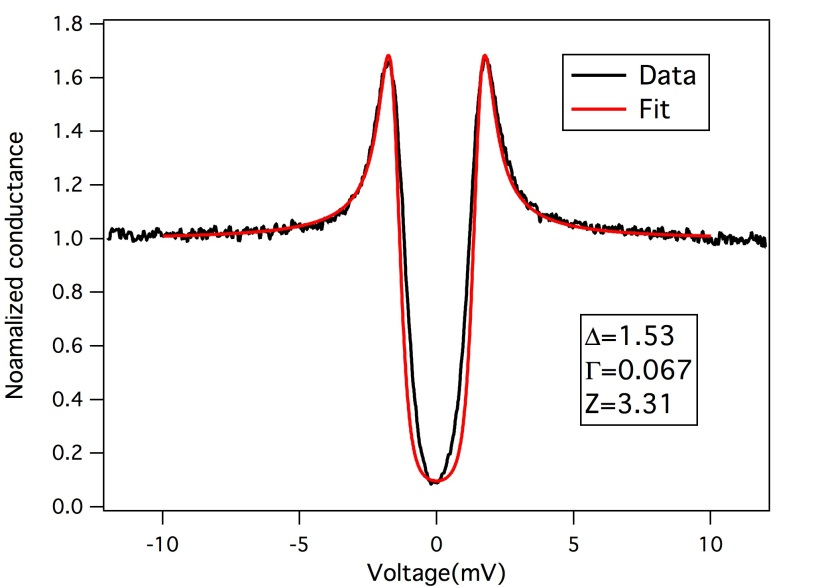 1.8
1.6
1.4
1.2
1.0
0.8
0.6
0.4
0.2
0.0
Noamalized conductance
Data
Fit
Δ=1.53
Γ=0.067
Z=3.31
-10 -5 0 5 10
Voltage(mV)